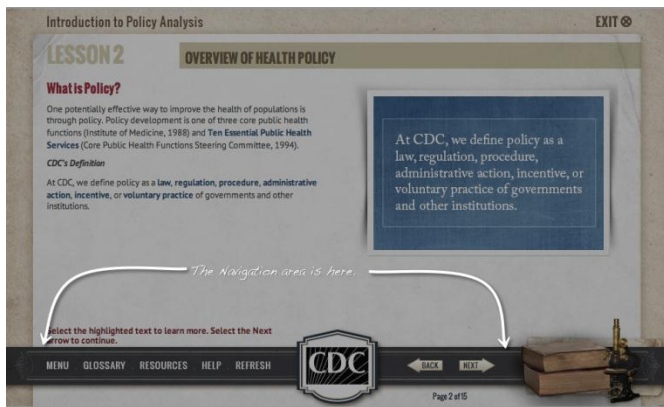 Introduction to Policy Analysis
EXIT
LESSON 2
OVERVIEW OF HEALTH POLICY
What is Policy?
One potentially effective way to improve the health of populations is
through policy. Policy development is one of three core public health
functions (Institute of Medicine, 1988) and Ten Essential Public Health
Services (Core Public Health Functions Steering Committee, 1994).
CDC's Definition
At CDC, we define policy as a law, regulation, procedure, administrative
action, incentive, or voluntary practice of governments and other
institutions.
At CDC, we define policy as a
law, regulation, procedure,
administrative action, incentive, or
voluntary practice of governments
and other institutions.
The Navigation area is here.
Select the highlighted text to learn more. Select the Next
arrow to continue.
MENU GLOSSARY RESOURCES HELP REFRESH
CDC
BACK NEXT
Page 2 of 15